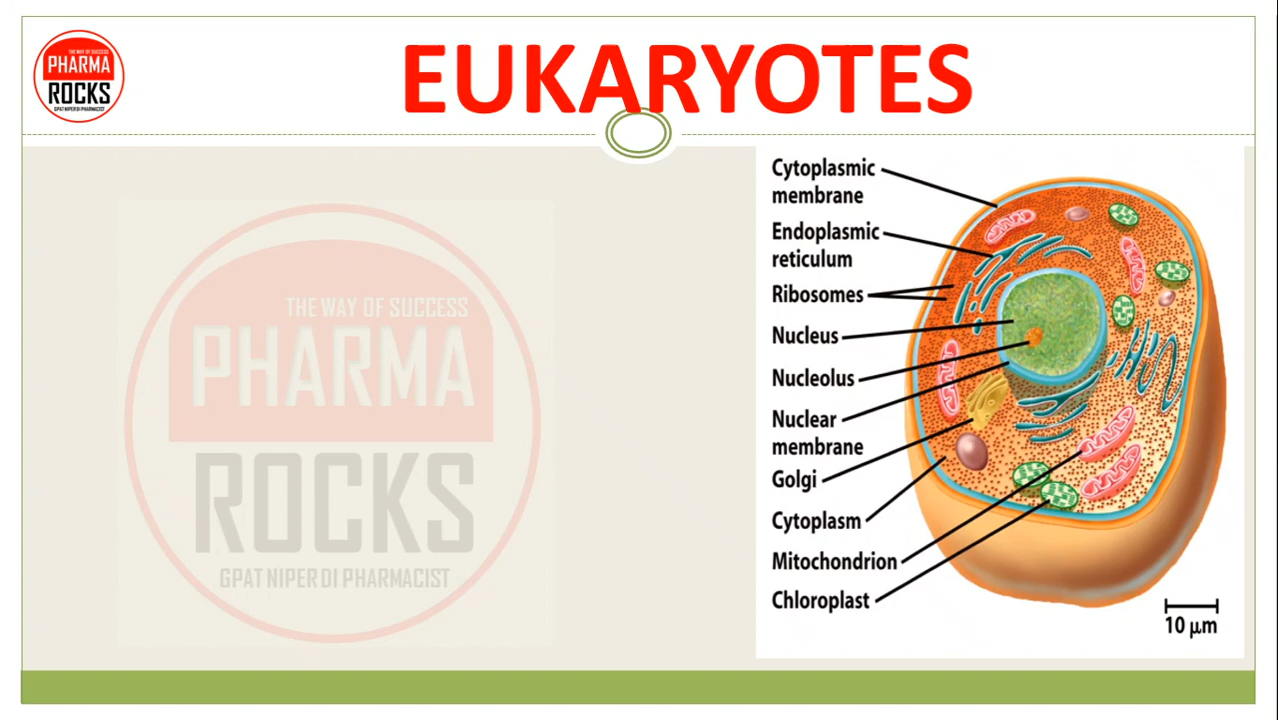 THE WAY OF SUCCESS
PHARMA
ROCKS
GPAT NIPER DI PHARMACIST
EUKARYOTES
THE WAY OF SUCCESS
PHARMA
ROCKS
GPAT NIPER DI PHARMACIST
Cytoplasmic
membrane
Endoplasmic
reticulum
Ribosomes
Nucleus
Nucleolus
Nuclear
membrane
Golgi
Cytoplasm
Mitochondrion
Chloroplast
10 μm